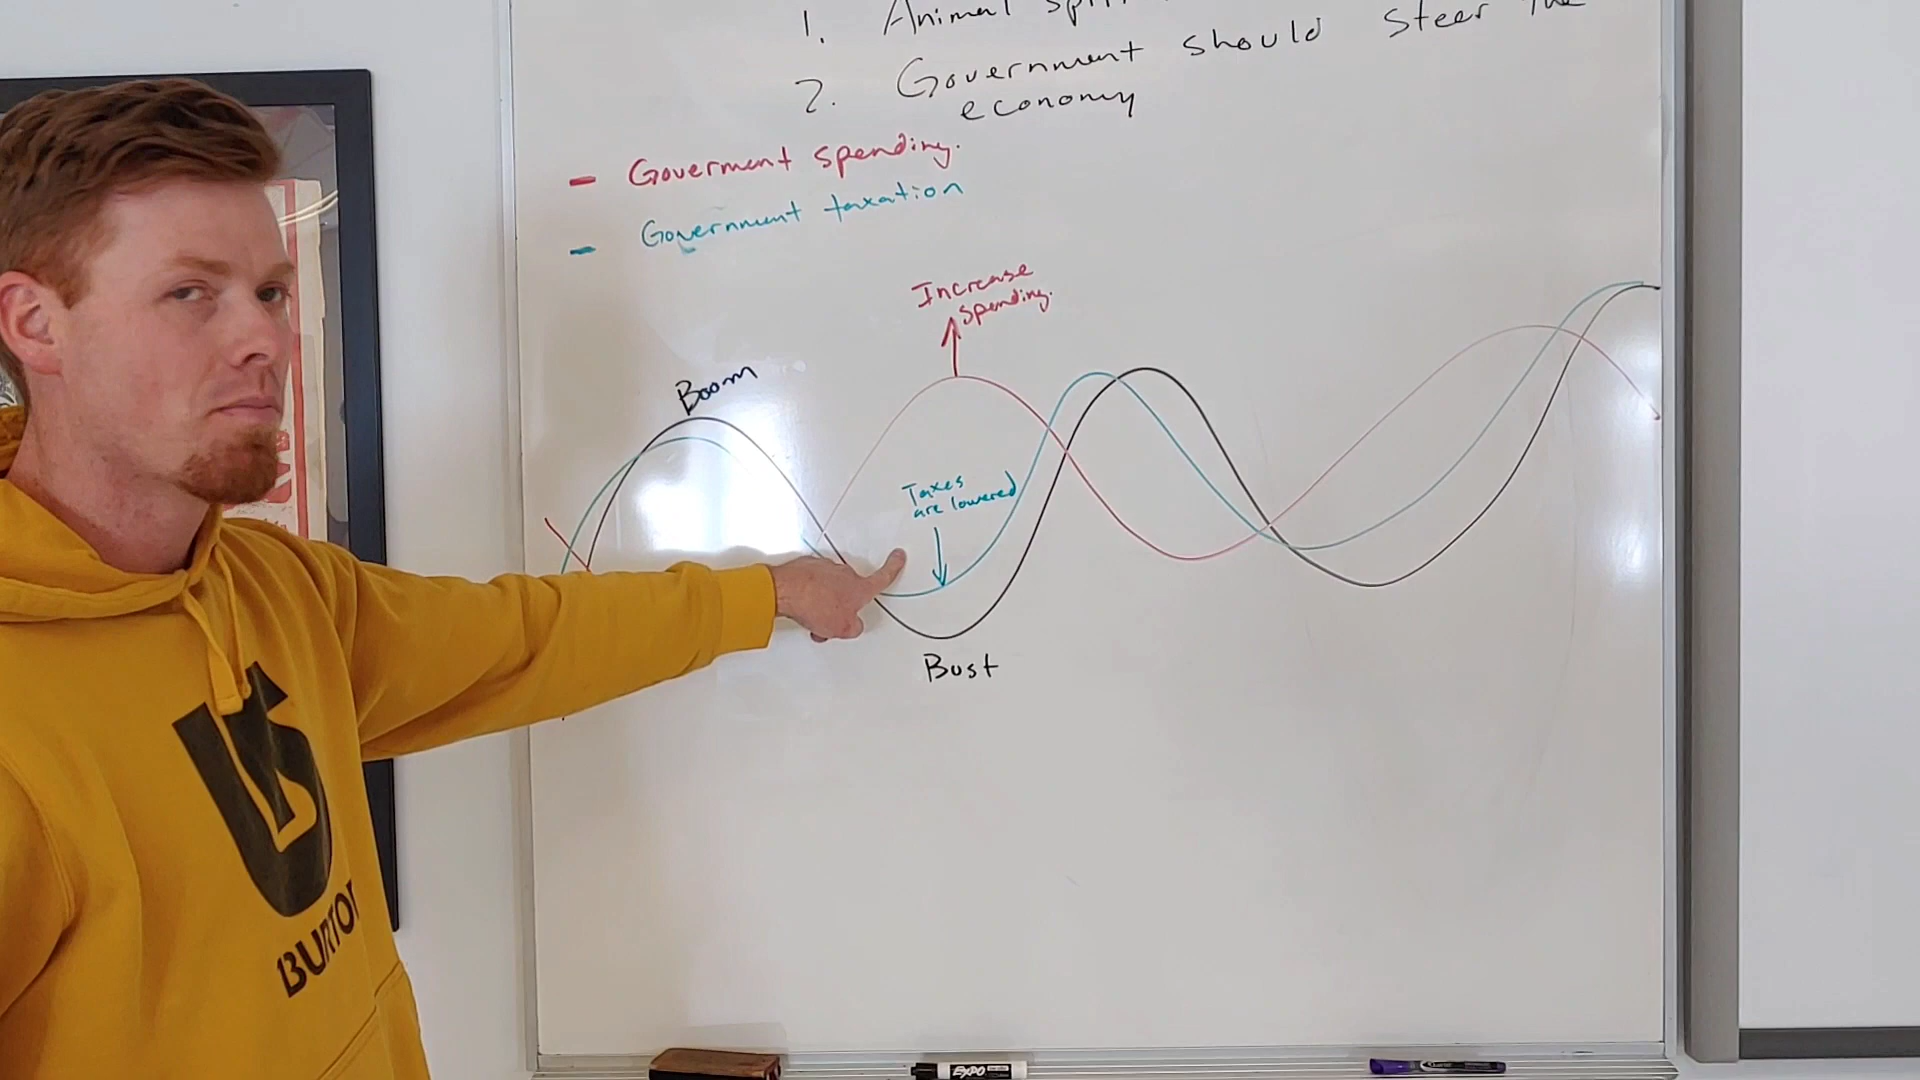 1. Animal
2. Government should steer the
economy
- Goverment spending.
- Government taxation
Increase
spending.
Boom
Taxes
are lowered
Bust
BURTON
EXPO